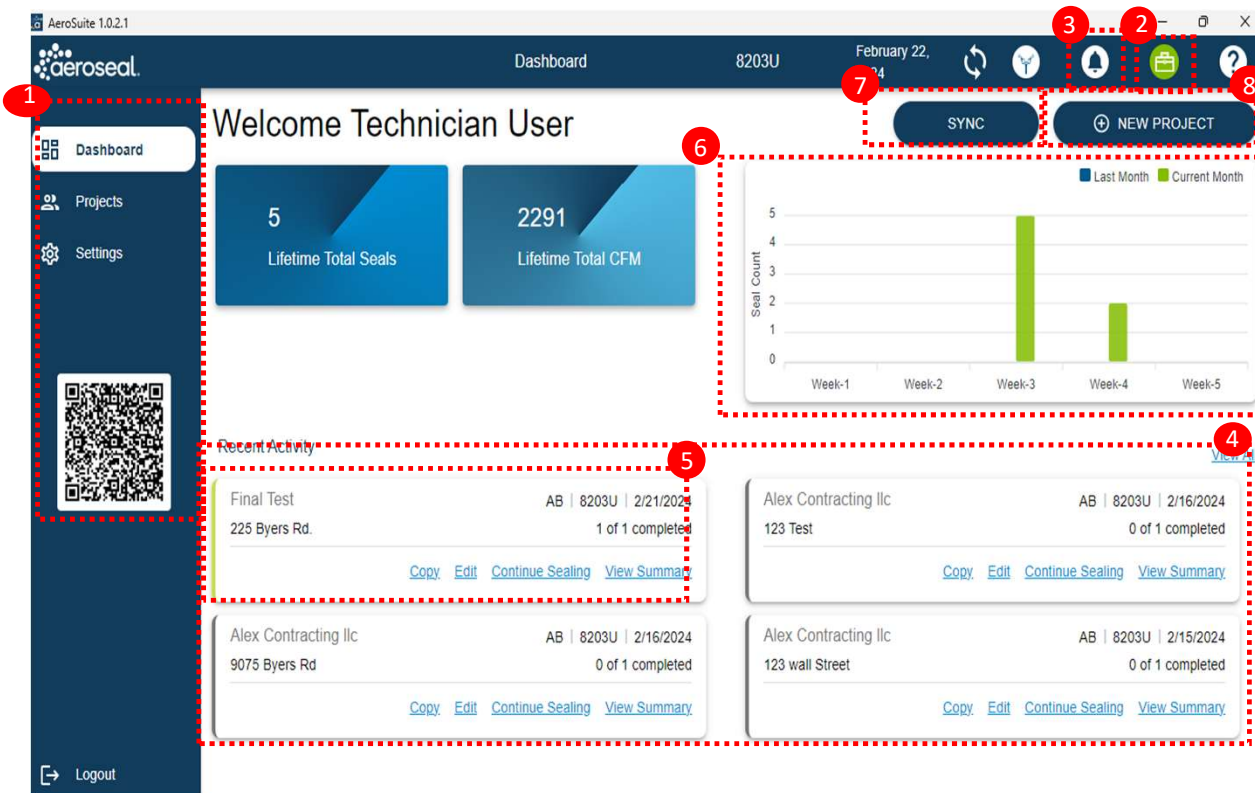 AeroSuite 1.0.2.1
3
2
aeroseal.
Dashboard
8203U
February 22,
1
7
8
Welcome Technician User
SYNC
NEW PROJECT
Dashboard
6
Last Month
Current Month
Projects
5
Lifetime Total Seals
2291
Lifetime Total CFM
Settings
Seal Count
5
4
3
2
1
0
Week-1
Week-2
Week-3
Week-4
Week-5
Recent Activity
4
5
Final Test
AB | 8203U | 2/21/2024
225 Byers Rd.
1 of 1 completed
Copy Edit Continue Sealing View Summary
Alex Contracting llc
AB | 8203U | 2/16/2024
123 Test
0 of 1 completed
Copy Edit Continue Sealing View Summary
Alex Contracting llc
AB | 8203U | 2/16/2024
9075 Byers Rd
0 of 1 completed
Copy Edit Continue Sealing View Summary
Alex Contracting llc
AB | 8203U | 2/15/2024
123 wall Street
0 of 1 completed
Copy Edit Continue Sealing View Summary
Logout